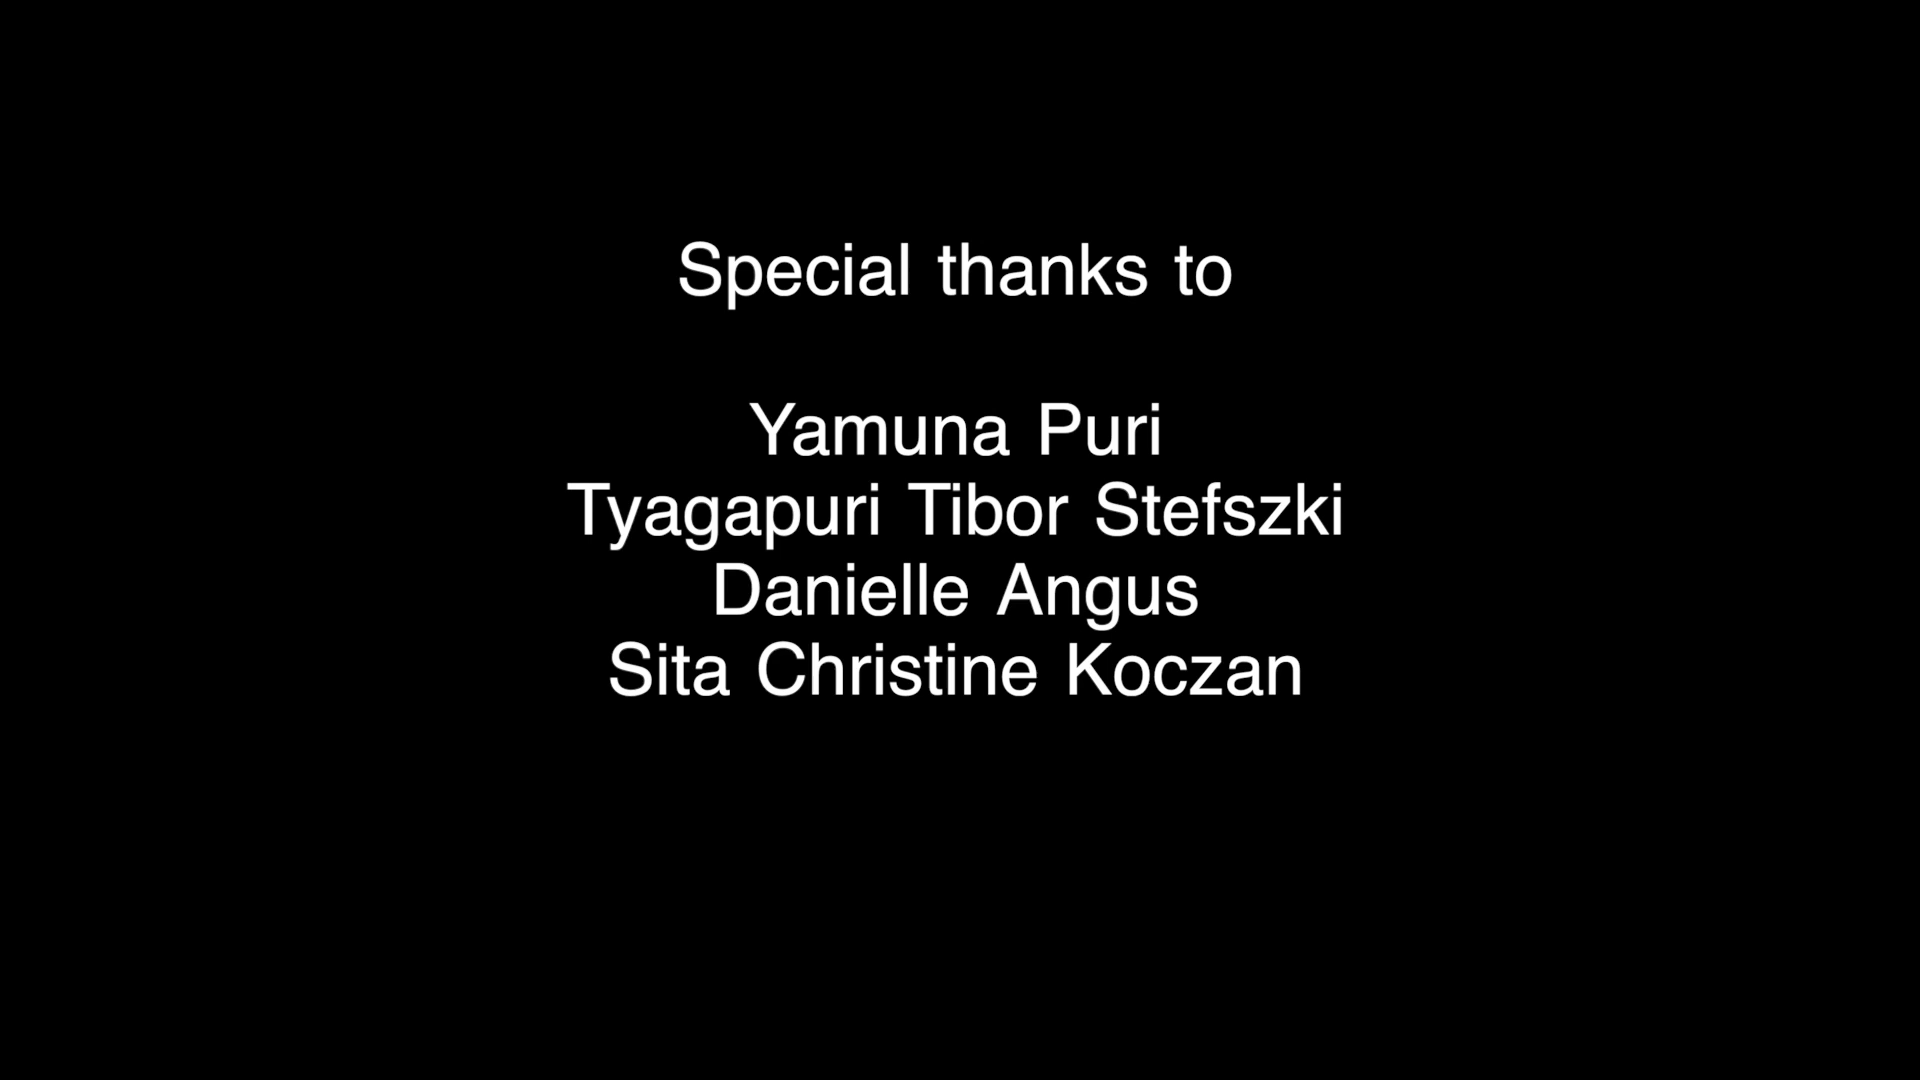 Special thanks to
Yamuna Puri
Tyagapuri Tibor Stefszki
Danielle Angus
Sita Christine Koczan